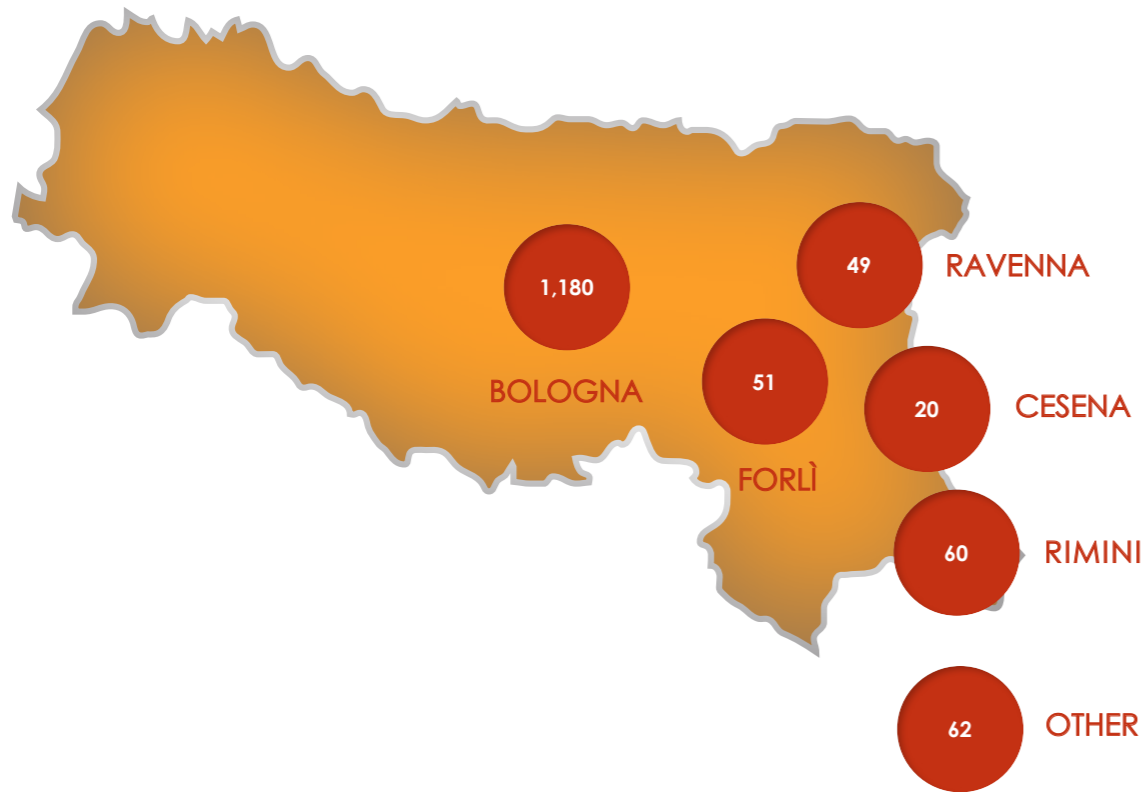 49
RAVENNA
1,180
BOLOGNA
51
FORLÌ
20
CESENA
60
RIMINI
62
OTHER